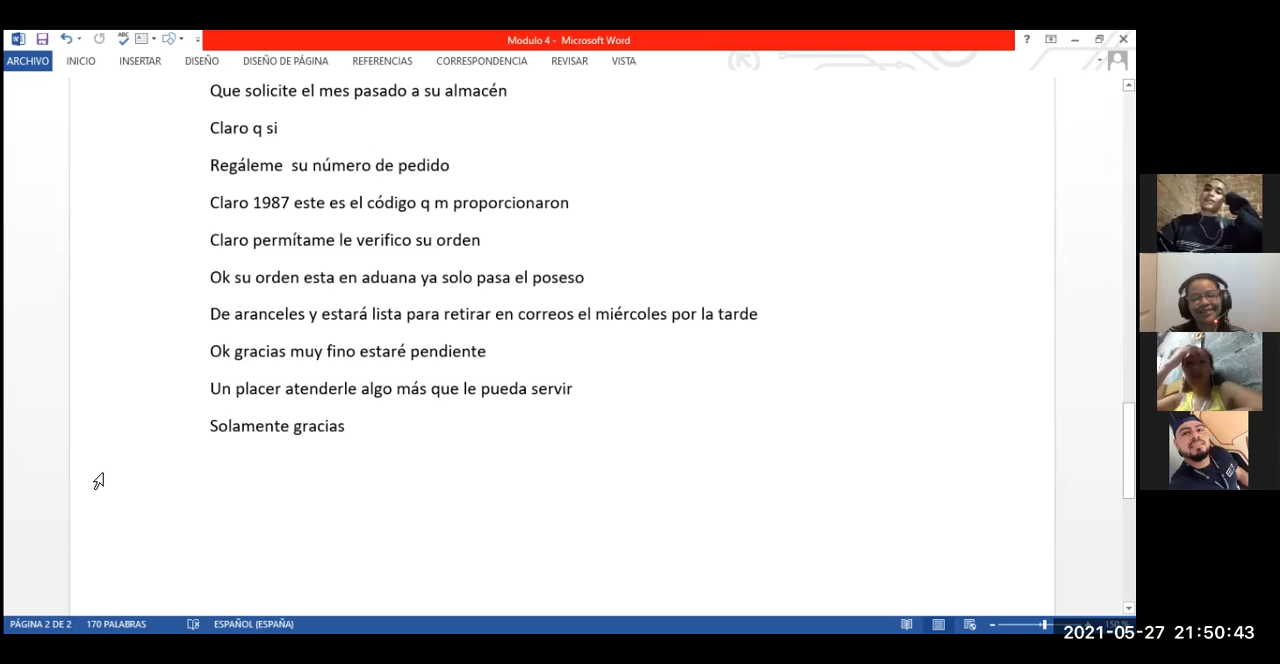 Modulo 4 - Microsoft Word
ARCHIVO INICIO INSERTAR DISEÑO DISEÑO DE PÁGINA REFERENCIAS CORRESPONDENCIA REVISAR VISTA
Que solicite el mes pasado a su almacén
Claro q si
Regáleme  su número de pedido
Claro 1987 este es el código q m proporcionaron
Claro permítame le verifico su orden
Ok su orden esta en aduana ya solo pasa el poseso
De aranceles y estará lista para retirar en correos el miércoles por la tarde
Ok gracias muy fino estaré pendiente
Un placer atenderle algo más que le pueda servir
Solamente gracias
PÁGINA 2 DE 2 170 PALABRAS ESPAÑOL (ESPAÑA) 150 %
2021-05-27 21:50:43